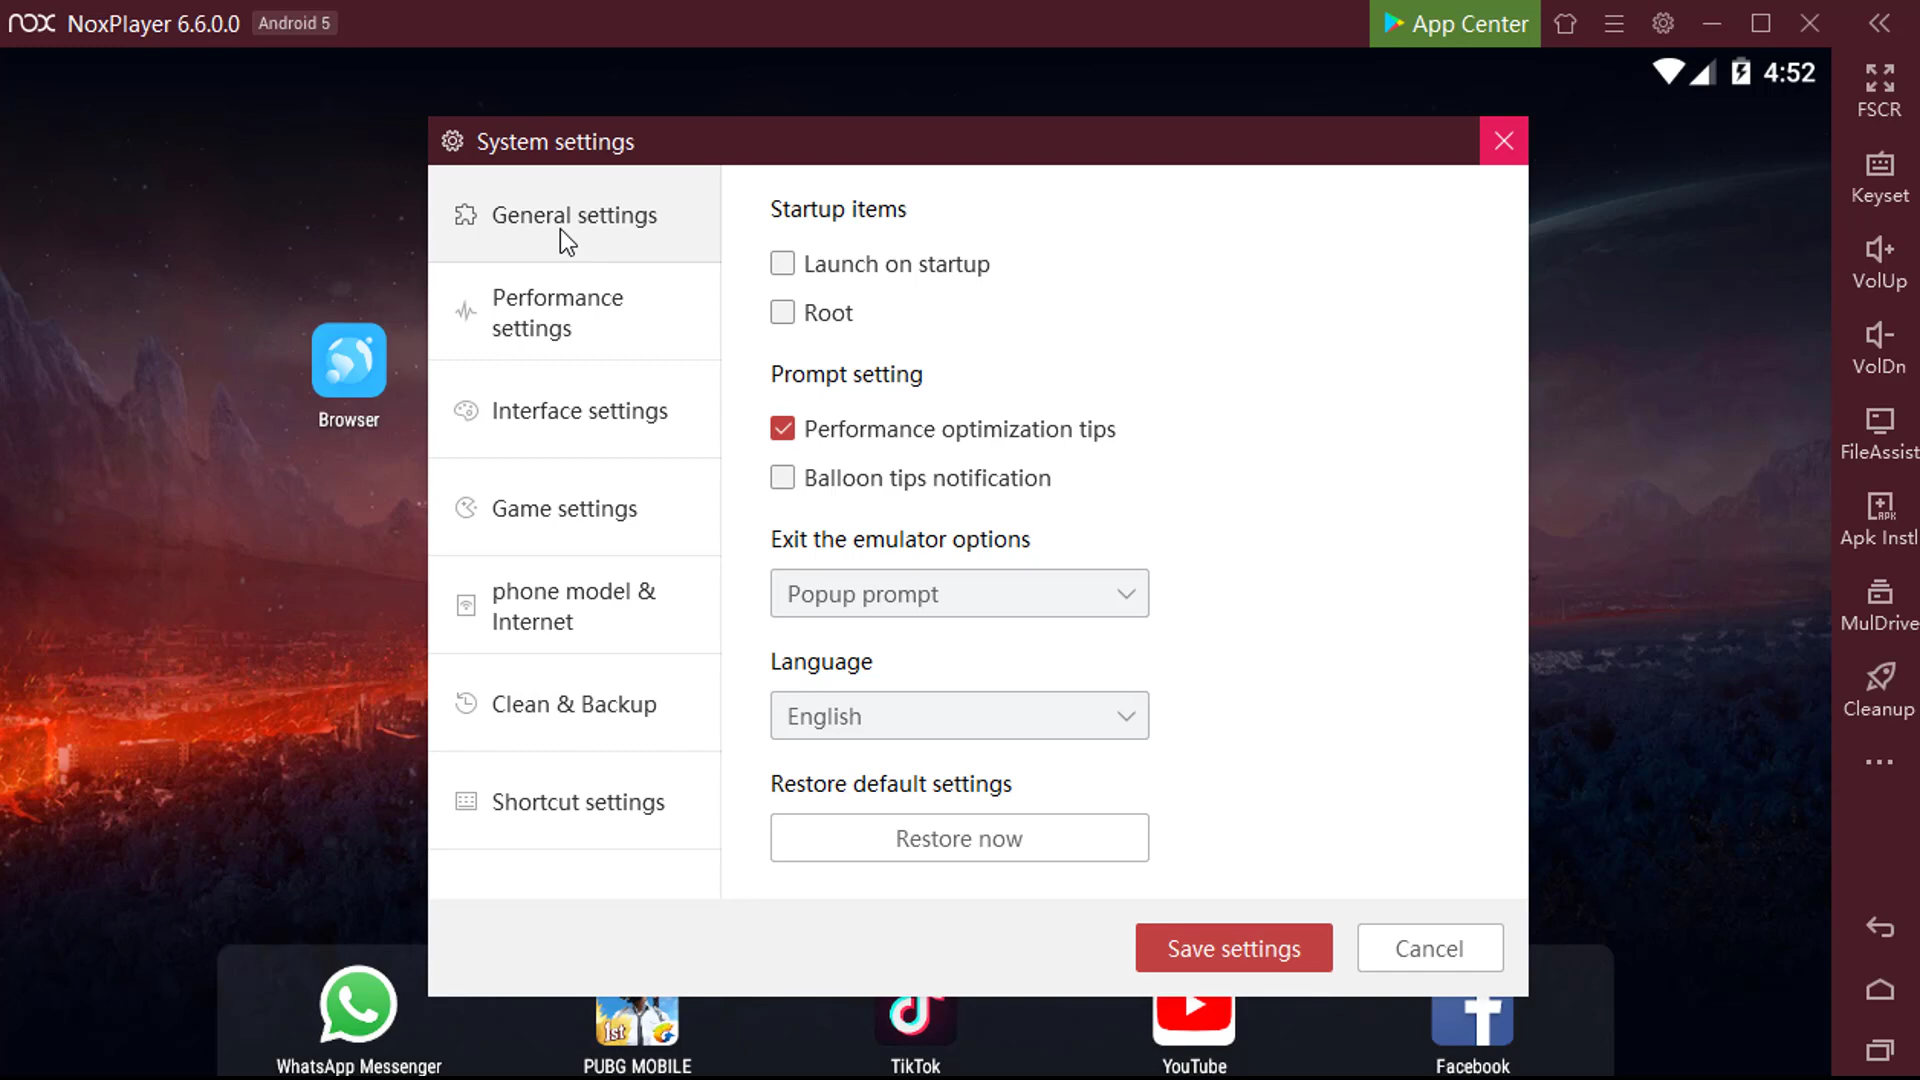 nox NoxPlayer 6.6.0.0 Android 5
App Center
4:52
FSCR
Keyset
VolUp
VolDn
FileAssist
Apk Instl
MulDrive
Cleanup
System settings
General settings
Performance
settings
Interface settings
Game settings
phone model &
Internet
Clean & Backup
Shortcut settings
Startup items
Launch on startup
Root
Prompt setting
Performance optimization tips
Balloon tips notification
Exit the emulator options
Popup prompt
Language
English
Restore default settings
Restore now
Save settings
Cancel
Browser
1st
WhatsApp Messenger
PUBG MOBILE
TikTok
YouTube
Facebook